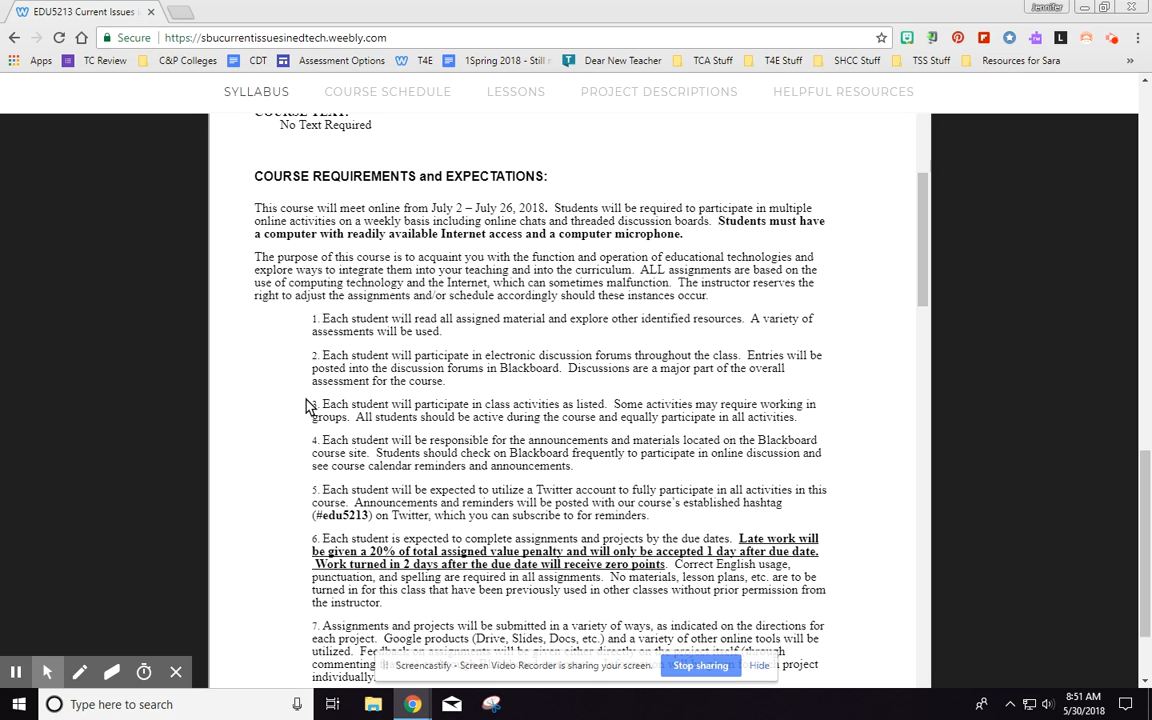 EDU5213 Current Issues
Jennifer
Secure
https://sbucurrentissuesinedtech.weebly.com
Apps
TC Review
C&P Colleges
CDT
Assessment Options
T4E
1Spring 2018 - Still
Dear New Teacher
TCA Stuff
T4E Stuff
SHCC Stuff
TSS Stuff
Resources for Sara
SYLLABUS
COURSE SCHEDULE
LESSONS
PROJECT DESCRIPTIONS
HELPFUL RESOURCES
COURSE TEXT:
No Text Required
COURSE REQUIREMENTS and EXPECTATIONS:
This course will meet online from July 2 – July 26, 2018. Students will be required to participate in multiple
online activities on a weekly basis including online chats and threaded discussion boards. Students must have
a computer with readily available Internet access and a computer microphone.
The purpose of this course is to acquaint you with the function and operation of educational technologies and
explore ways to integrate them into your teaching and into the curriculum. ALL assignments are based on the
use of computing technology and the Internet, which can sometimes malfunction. The instructor reserves the
right to adjust the assignments and/or schedule accordingly should these instances occur.
1. Each student will read all assigned material and explore other identified resources. A variety of
assessments will be used.
2. Each student will participate in electronic discussion forums throughout the class. Entries will be
posted into the discussion forums in Blackboard. Discussions are a major part of the overall
assessment for the course.
3. Each student will participate in class activities as listed. Some activities may require working in
groups. All students should be active during the course and equally participate in all activities.
4. Each student will be responsible for the announcements and materials located on the Blackboard
course site. Students should check on Blackboard frequently to participate in online discussion and
see course calendar reminders and announcements.
5. Each student will be expected to utilize a Twitter account to fully participate in all activities in this
course. Announcements and reminders will be posted with our course`s established hashtag
(#edu5213) on Twitter, which you can subscribe to for reminders.
6. Each student is expected to complete assignments and projects by the due dates. Late work will
be given a 20% of total assigned value penalty and will only be accepted 1 day after due date.
Work turned in 2 days after the due date will receive zero points. Correct English usage,
punctuation, and spelling are required in all assignments. No materials, lesson plans, etc. are to be
turned in for this class that have been previously used in other classes without prior permission from
the instructor.
7. Assignments and projects will be submitted in a variety of ways, as indicated on the directions for
each project. Google products (Drive, Slides, Docs, etc.) and a variety of other online tools will be
utilized.
commenting
project
individually.
Screencastify - Screen Video Recorder is sharing your screen.
Stop sharing
Hide
Type here to search
8:51 AM
5/30/2018